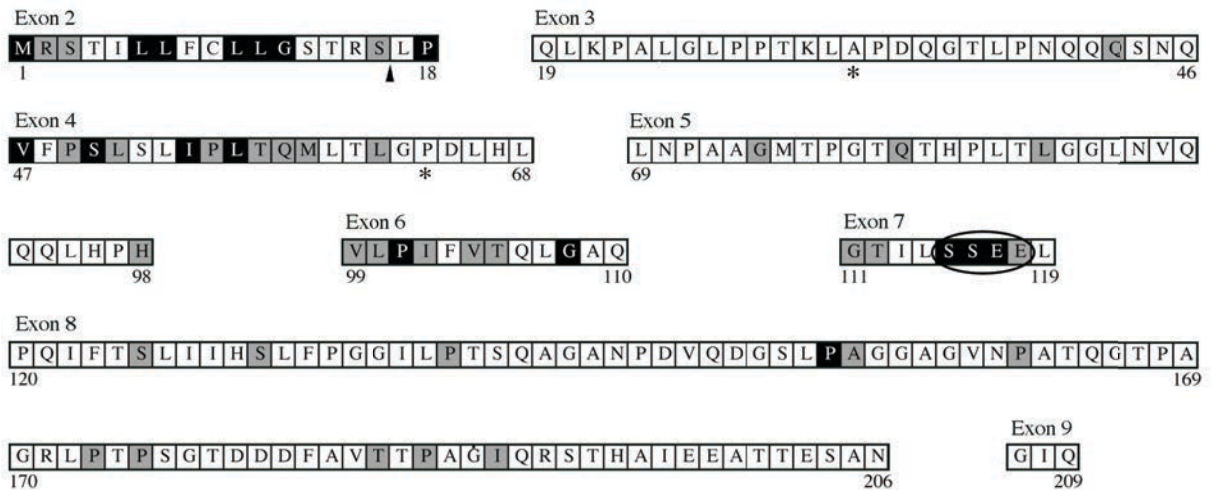 Exon 2 Exon 3
M R S T I L L F C L L G S T R S L P Q L K P A L G L P P T K L A P D Q G T L P N Q Q Q S N Q
1 18 19 * 46
Exon 4 Exon 5
V F P S L S L I P L T Q M L T L G P D L H L L N P A A G M T P G T Q T H P L T L G G L N V Q
47 * 68 69
Exon 6 Exon 7
Q Q L H P H V L P I F V T Q L G A Q G T I L S S E E L
98 99 110 111 119
Exon 8
P Q I F T S L I I H S L F P G G I L P T S Q A G A N P D V Q D G S L P A G G A G V N P A T Q G T P A
120 169
Exon 9
G R L P T P S G T D D D F A V T T P A G I Q R S T H A I E E A T T E S A N G I Q
170 206 209